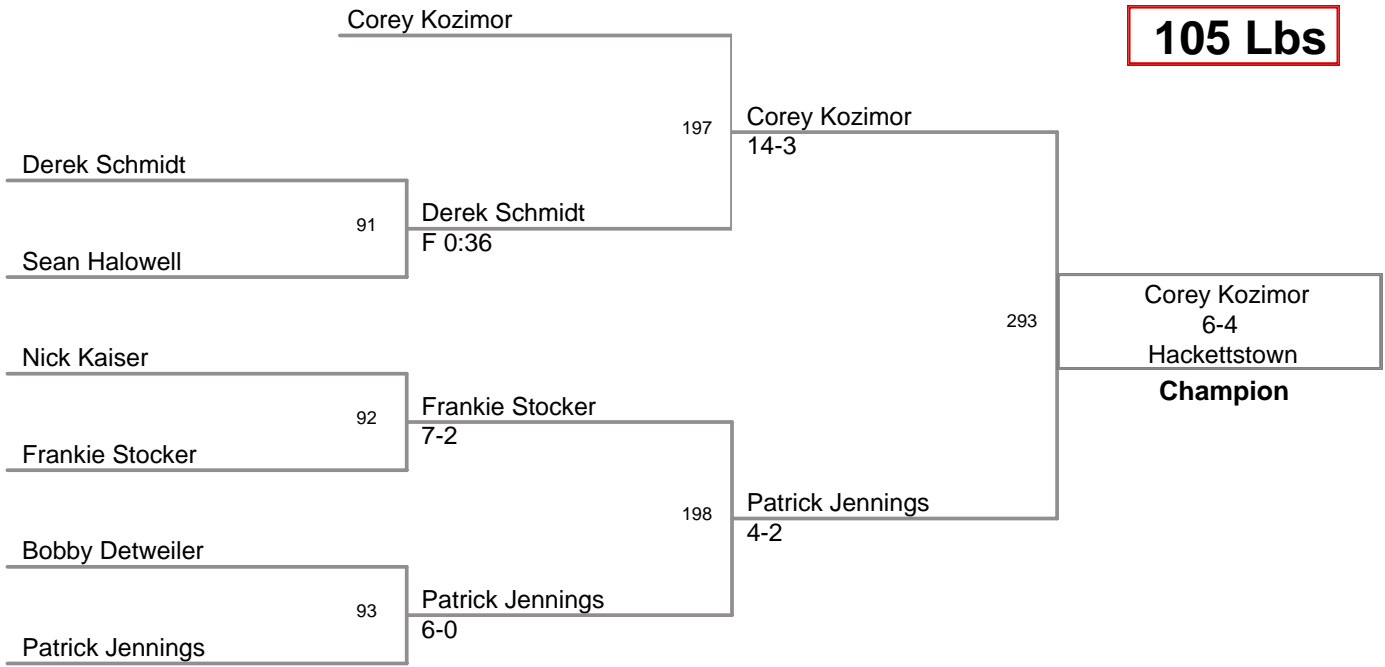 Corey Kozimor
105 Lbs
197
Corey Kozimor
14-3
Derek Schmidt
91
Derek Schmidt
F 0:36
Sean Halowell
Corey Kozimor
6-4
Hackettstown
Champion
293
Nick Kaiser
92
Frankie Stocker
7-2
Frankie Stocker
198
Patrick Jennings
4-2
Bobby Detweiler
93
Patrick Jennings
6-0
Patrick Jennings